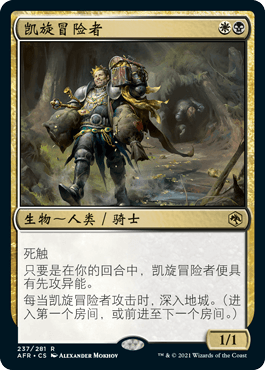 凯旋冒险者
生物～人类／骑士
死触
只要是在你的回合中，凯旋冒险者便具
有先攻异能。
每当凯旋冒险者攻击时，深入地城。（进
入第一个房间，或前进至下一个房间。）
1/1
237/281 R
AFR • CS ALEXANDER MOKHOV
™ & © 2021 Wizards of the Coast